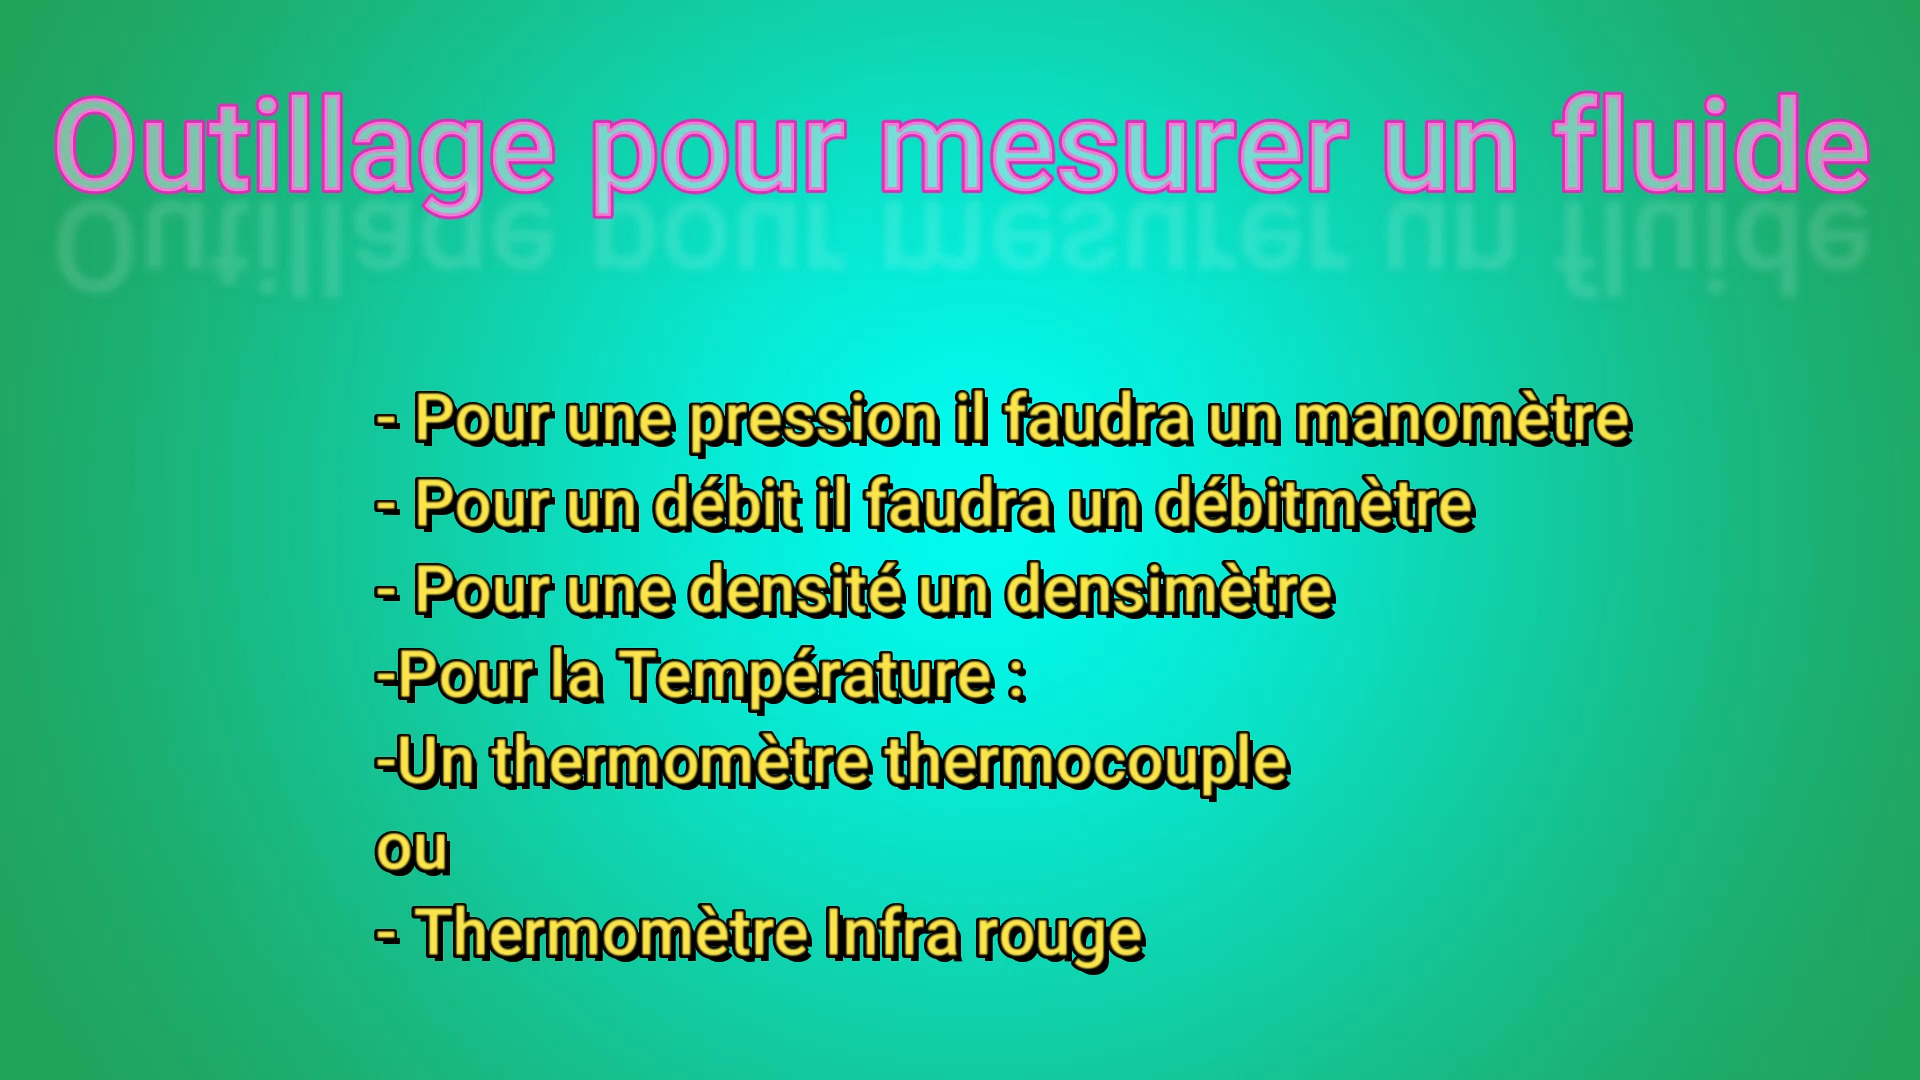 Outillage pour mesurer un fluide
- Pour une pression il faudra un manomètre
- Pour un débit il faudra un débitmètre
- Pour une densité un densimètre
-Pour la Température :
-Un thermomètre thermocouple
ou
- Thermomètre Infra rouge